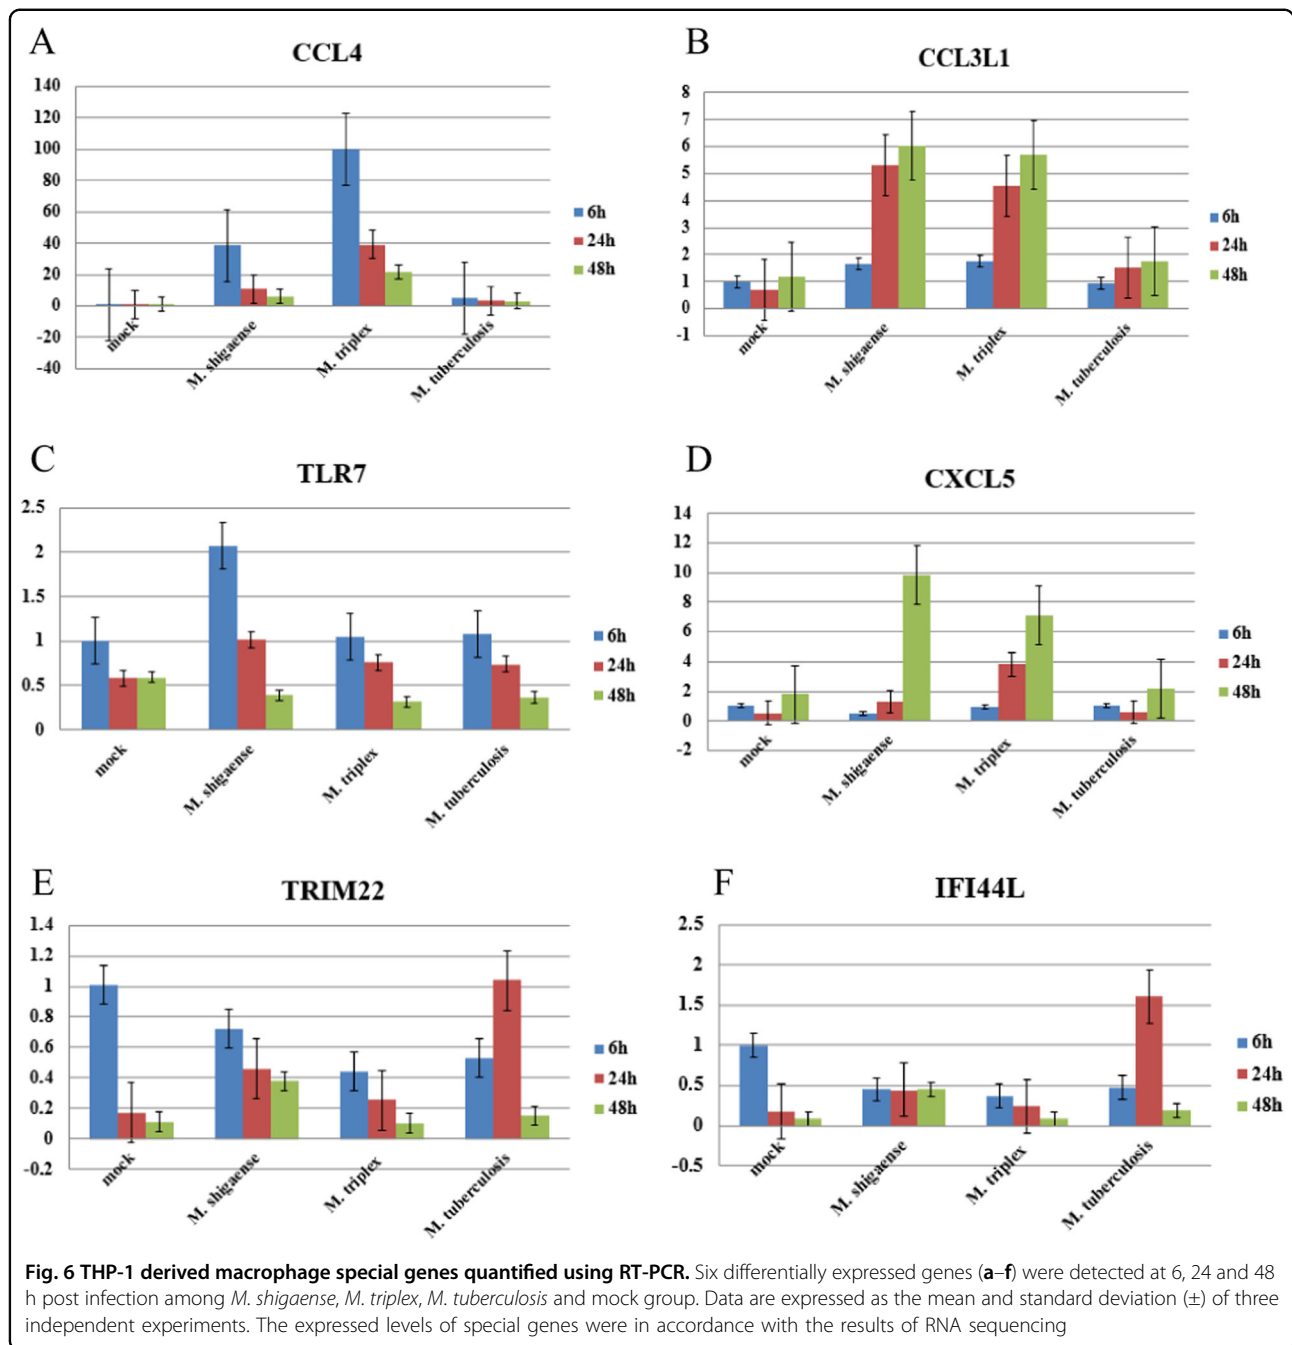 A
CCL4
140
120
100
80
60
40
20
0
-20
-40
mock
M. shigaense
M. triplex
M. tuberculosis
6h
24h
48h
B
CCL3L1
8
7
6
5
4
3
2
1
0
-1
mock
M. shigaense
M. triplex
M. tuberculosis
6h
24h
48h
C
TLR7
2.5
2
1.5
1
0.5
0
mock
M. shigaense
M. triplex
M. tuberculosis
6h
24h
48h
D
CXCL5
14
12
10
8
6
4
2
0
-2
mock
M. shigaense
M. triplex
M. tuberculosis
6h
24h
48h
E
TRIM22
1.4
1.2
1
0.8
0.6
0.4
0.2
0
-0.2
mock
M. shigaense
M. triplex
M. tuberculosis
6h
24h
48h
F
IFI44L
2.5
2
1.5
1
0.5
0
-0.5
mock
M. shigaense
M. triplex
M. tuberculosis
6h
24h
48h
Fig. 6 THP-1 derived macrophage special genes quantified using RT-PCR. Six differentially expressed genes (a–f) were detected at 6, 24 and 48
h post infection among M. shigaense, M. triplex, M. tuberculosis and mock group. Data are expressed as the mean and standard deviation (±) of three
independent experiments. The expressed levels of special genes were in accordance with the results of RNA sequencing